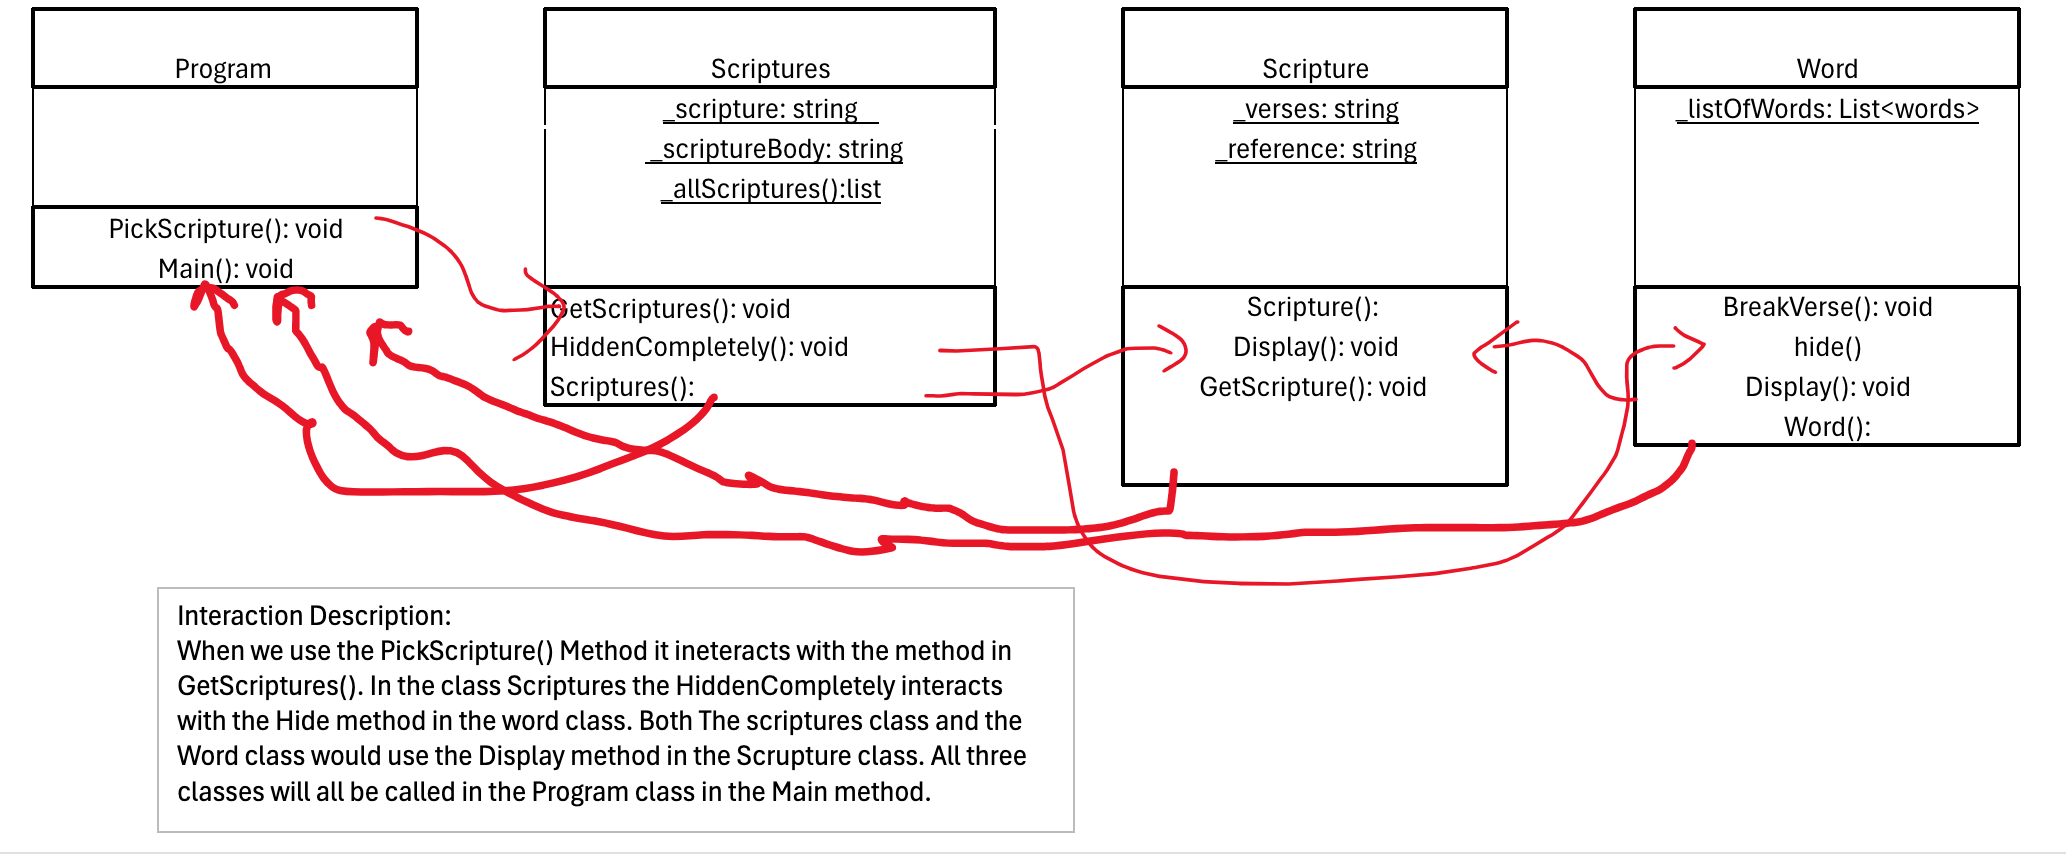 Program
PickScripture(): void
Main(): void
Scriptures
_scripture: string
_scriptureBody: string
_allScriptures():list
GetScriptures(): void
HiddenCompletely(): void
Scriptures():
Scripture
_verses: string
_reference: string
Scripture():
Display(): void
GetScripture(): void
Word
_listOfWords: List<words>
BreakVerse(): void
hide()
Display(): void
Word():
Interaction Description:
When we use the PickScripture() Method it ineteracts with the method in
GetScriptures(). In the class Scriptures the HiddenCompletely interacts
with the Hide method in the word class. Both The scriptures class and the
Word class would use the Display method in the Scrupture class. All three
classes will all be called in the Program class in the Main method.